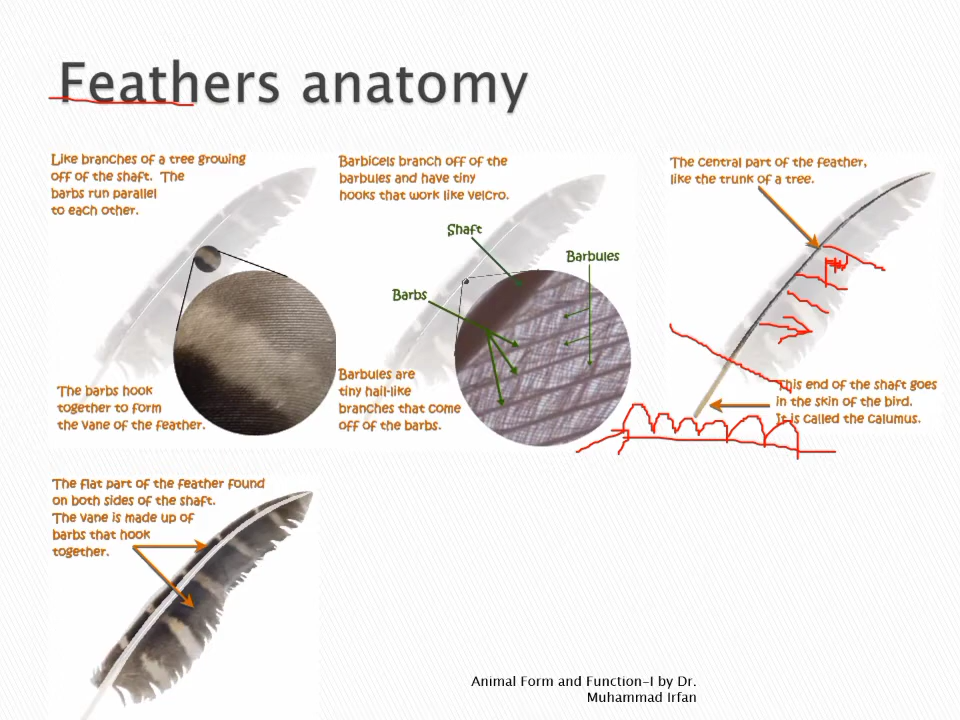 Feathers anatomy
Like branches of a tree growing
off of the shaft. The
barbs run parallel
to each other.
The barbs hook
together to form
the vane of the feather.
Barbicels branch off of the
barbules and have tiny
hooks that work like velcro.
Shaft
Barbules
Barbs
Barbules are
tiny hail-like
branches that come
off of the barbs.
The central part of the feather,
like the trunk of a tree.
This end of the shaft goes
in the skin of the bird.
It is called the calumus.
The flat part of the feather found
on both sides of the shaft.
The vane is made up of
barbs that hook
together.
Animal Form and Function-I by Dr.
Muhammad Irfan